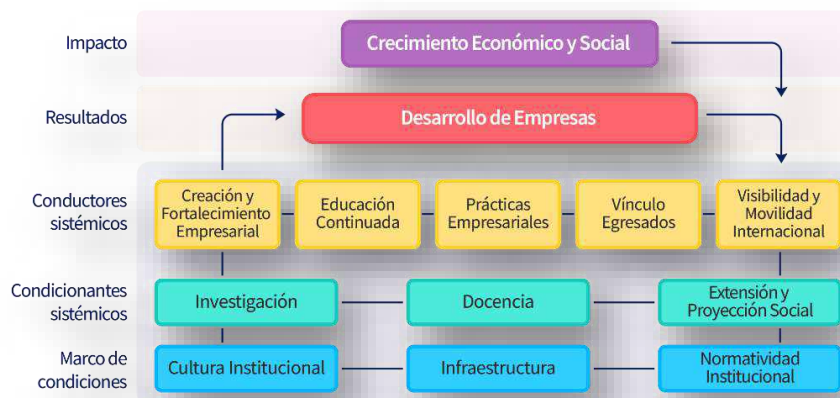 Impacto
Crecimiento Económico y Social
Resultados
Desarrollo de Empresas
Conductores
sistémicos
Creación y
Fortalecimiento
Empresarial
Educación
Continuada
Prácticas
Empresariales
Vínculo
Egresados
Visibilidad y
Movilidad
Internacional
Condicionantes
sistémicos
Investigación
Docencia
Extensión y
Proyección Social
Marco de
condiciones
Cultura Institucional
Infraestructura
Normatividad
Institucional